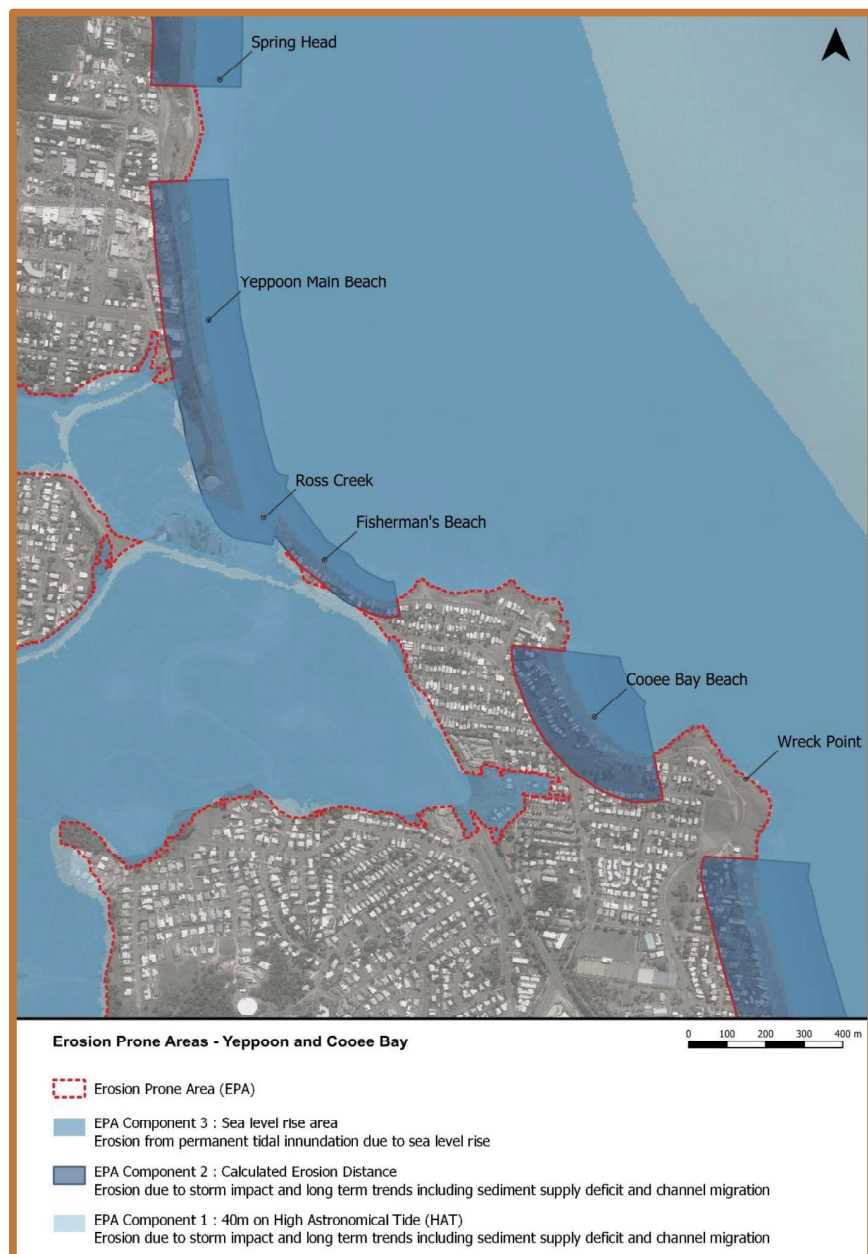 Spring Head
Yeppoon Main Beach
Ross Creek
Fisherman's Beach
Cooee Bay Beach
Wreck Point
Erosion Prone Areas - Yeppoon and Cooee Bay
0 100 200 300 400 m
Erosion Prone Area (EPA)
EPA Component 3 : Sea level rise area
Erosion from permanent tidal innundation due to sea level rise
EPA Component 2 : Calculated Erosion Distance
Erosion due to storm impact and long term trends including sediment supply deficit and channel migration
EPA Component 1 : 40m on High Astronomical Tide (HAT)
Erosion due to storm impact and long term trends including sediment supply deficit and channel migration